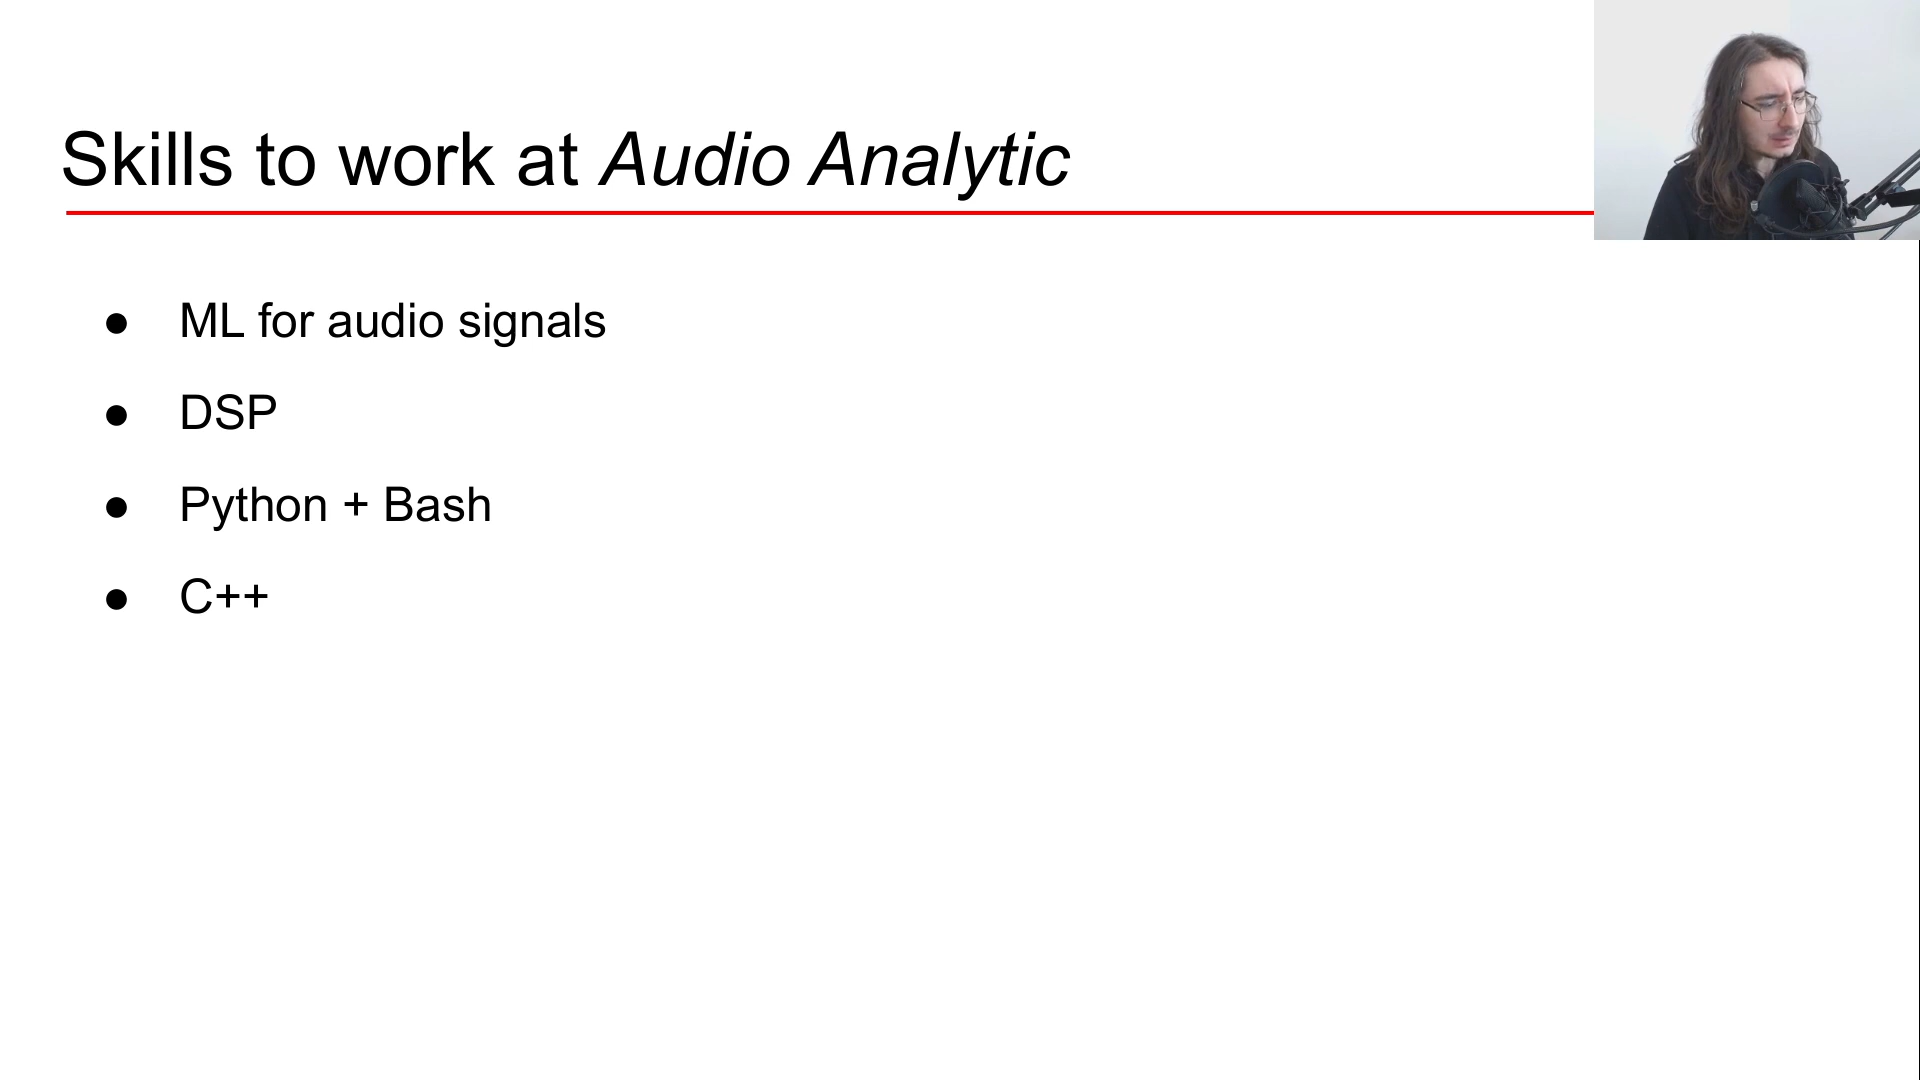 Skills to work at Audio Analytic
● ML for audio signals
● DSP
● Python + Bash
● C++